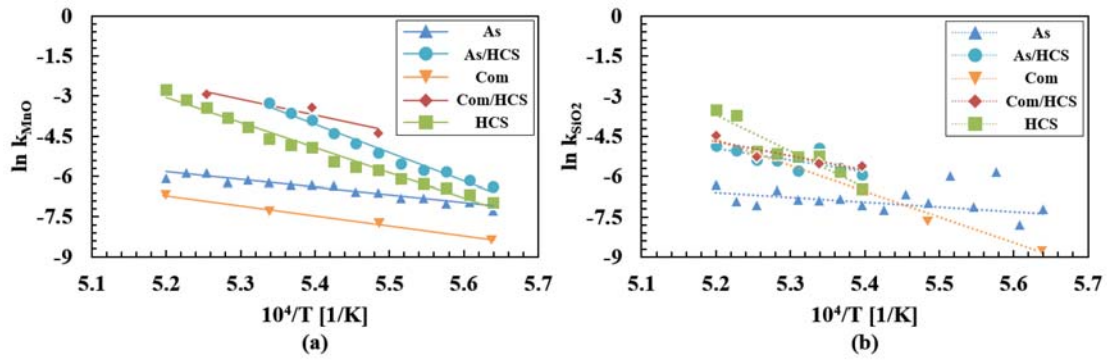 0
-1.5
-3
-4.5
-6
-7.5
-9
ln k_MnO
5.1 5.2 5.3 5.4 5.5 5.6 5.7
10⁴/T [1/K]
(a)
As
As/HCS
Com
Com/HCS
HCS
0
-1.5
-3
-4.5
-6
-7.5
-9
ln k_SiO2
5.1 5.2 5.3 5.4 5.5 5.6 5.7
10⁴/T [1/K]
(b)
As
As/HCS
Com
Com/HCS
HCS